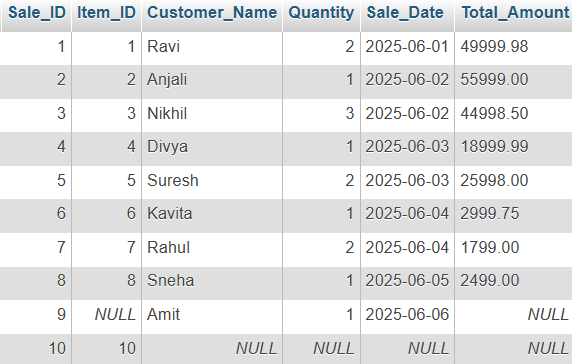 Sale_ID Item_ID Customer_Name Quantity Sale_Date Total_Amount
1 1 Ravi 2 2025-06-01 49999.98
2 2 Anjali 1 2025-06-02 55999.00
3 3 Nikhil 3 2025-06-02 44998.50
4 4 Divya 1 2025-06-03 18999.99
5 5 Suresh 2 2025-06-03 25998.00
6 6 Kavita 1 2025-06-04 2999.75
7 7 Rahul 2 2025-06-04 1799.00
8 8 Sneha 1 2025-06-05 2499.00
9 NULL Amit 1 2025-06-06 NULL
10 10 NULL NULL NULL NULL